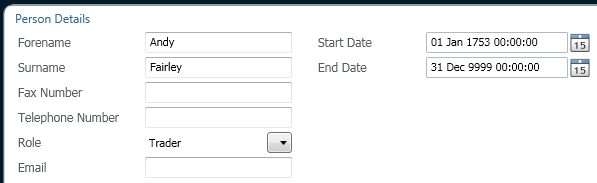 Person Details
Forename Andy Start Date 01 Jan 1753 00:00:00 15
Surname Fairley End Date 31 Dec 9999 00:00:00 15
Fax Number
Telephone Number
Role Trader
Email